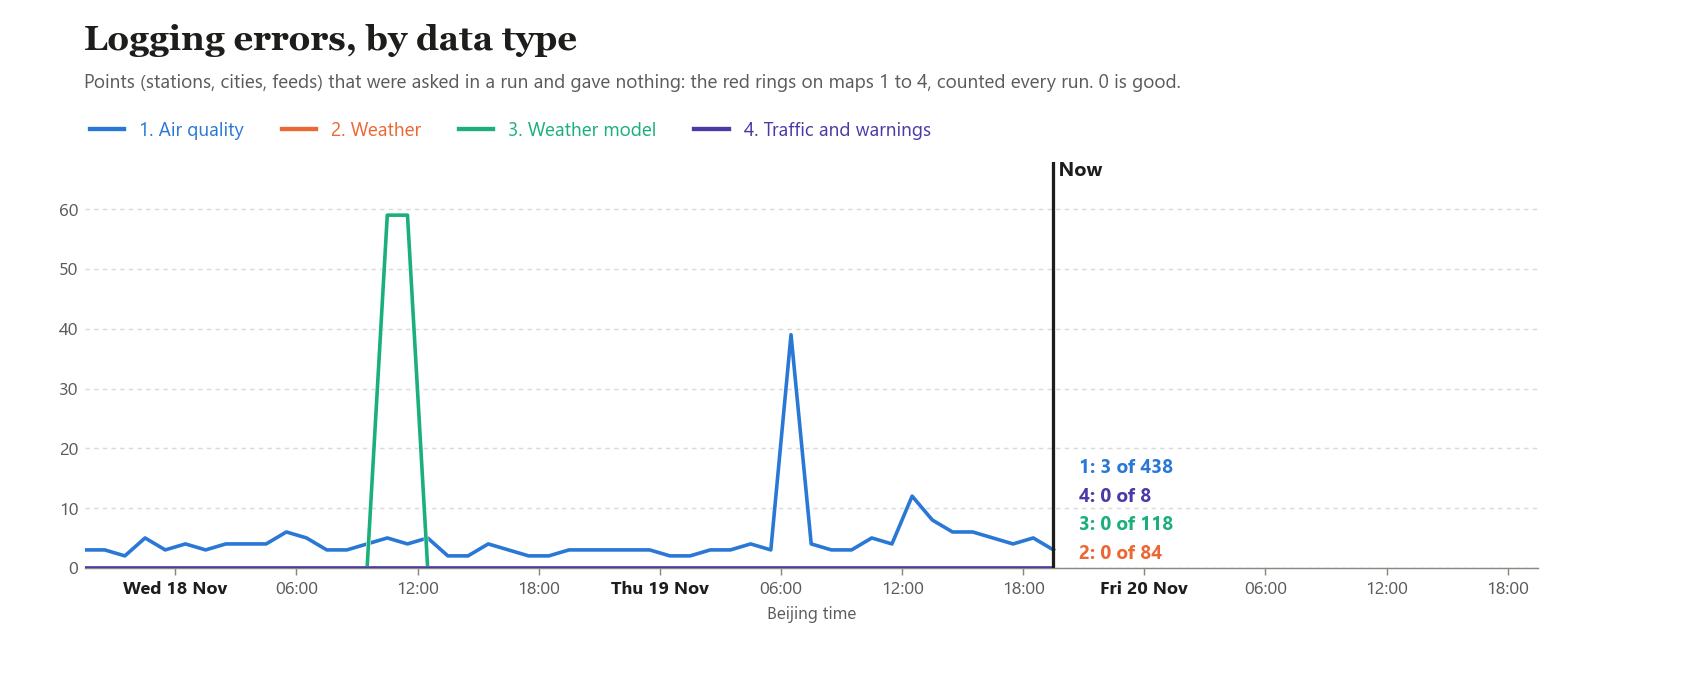 Logging errors, by data type
Points (stations, cities, feeds) that were asked in a run and gave nothing: the red rings on maps 1 to 4, counted every run. 0 is good.
1. Air quality 2. Weather 3. Weather model 4. Traffic and warnings
Now
60
50
40
30
20
10
0
1: 3 of 438
4: 0 of 8
3: 0 of 118
2: 0 of 84
Wed 18 Nov 06:00 12:00 18:00 Thu 19 Nov 06:00 12:00 18:00 Fri 20 Nov 06:00 12:00 18:00
Beijing time